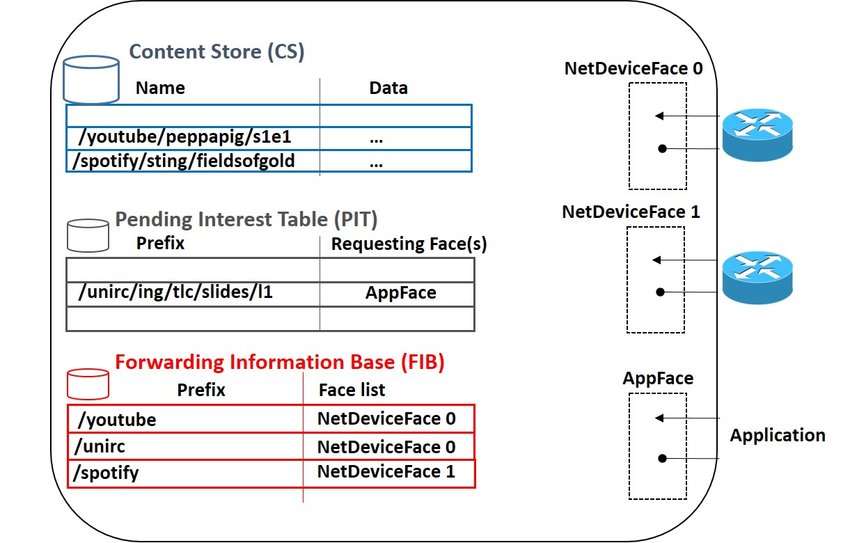 Content Store (CS)
Name Data
/youtube/peppapig/s1e1 ...
/spotify/sting/fieldsofgold ...
Pending Interest Table (PIT)
Prefix Requesting Face(s)
/unirc/ing/tlc/slides/l1 AppFace
Forwarding Information Base (FIB)
Prefix Face list
/youtube NetDeviceFace 0
/unirc NetDeviceFace 0
/spotify NetDeviceFace 1
NetDeviceFace 0
NetDeviceFace 1
AppFace
Application